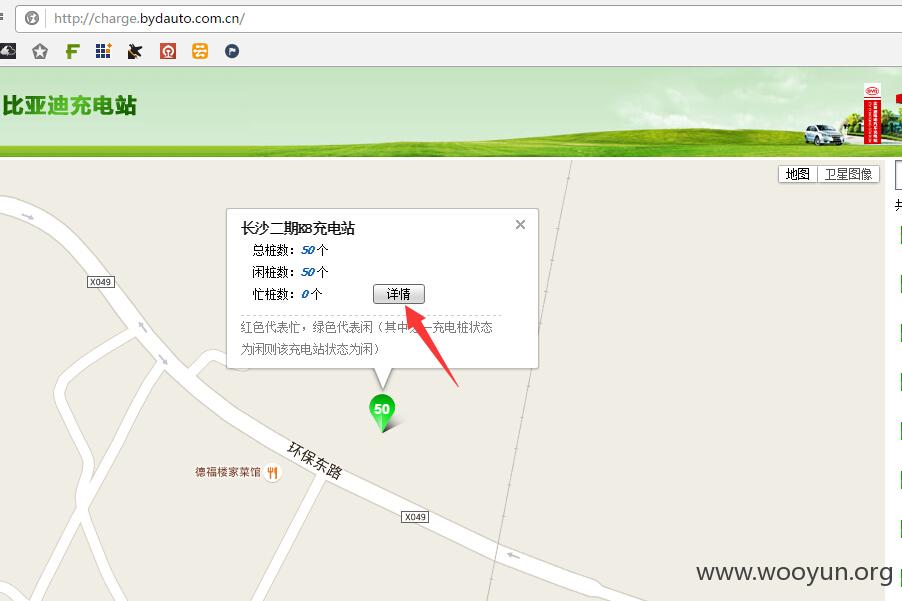 http://charge.bydauto.com.cn/
比亚迪充电站
地图 卫星图像
共
长沙二期K8充电站
总桩数：50个
闲桩数：50个
忙桩数：0个 详情
红色代表忙，绿色代表闲（其中之一充电桩状态
为闲则该充电站状态为闲）
X049
50
环保东路
德福楼家菜馆
X049
www.wooyun.org